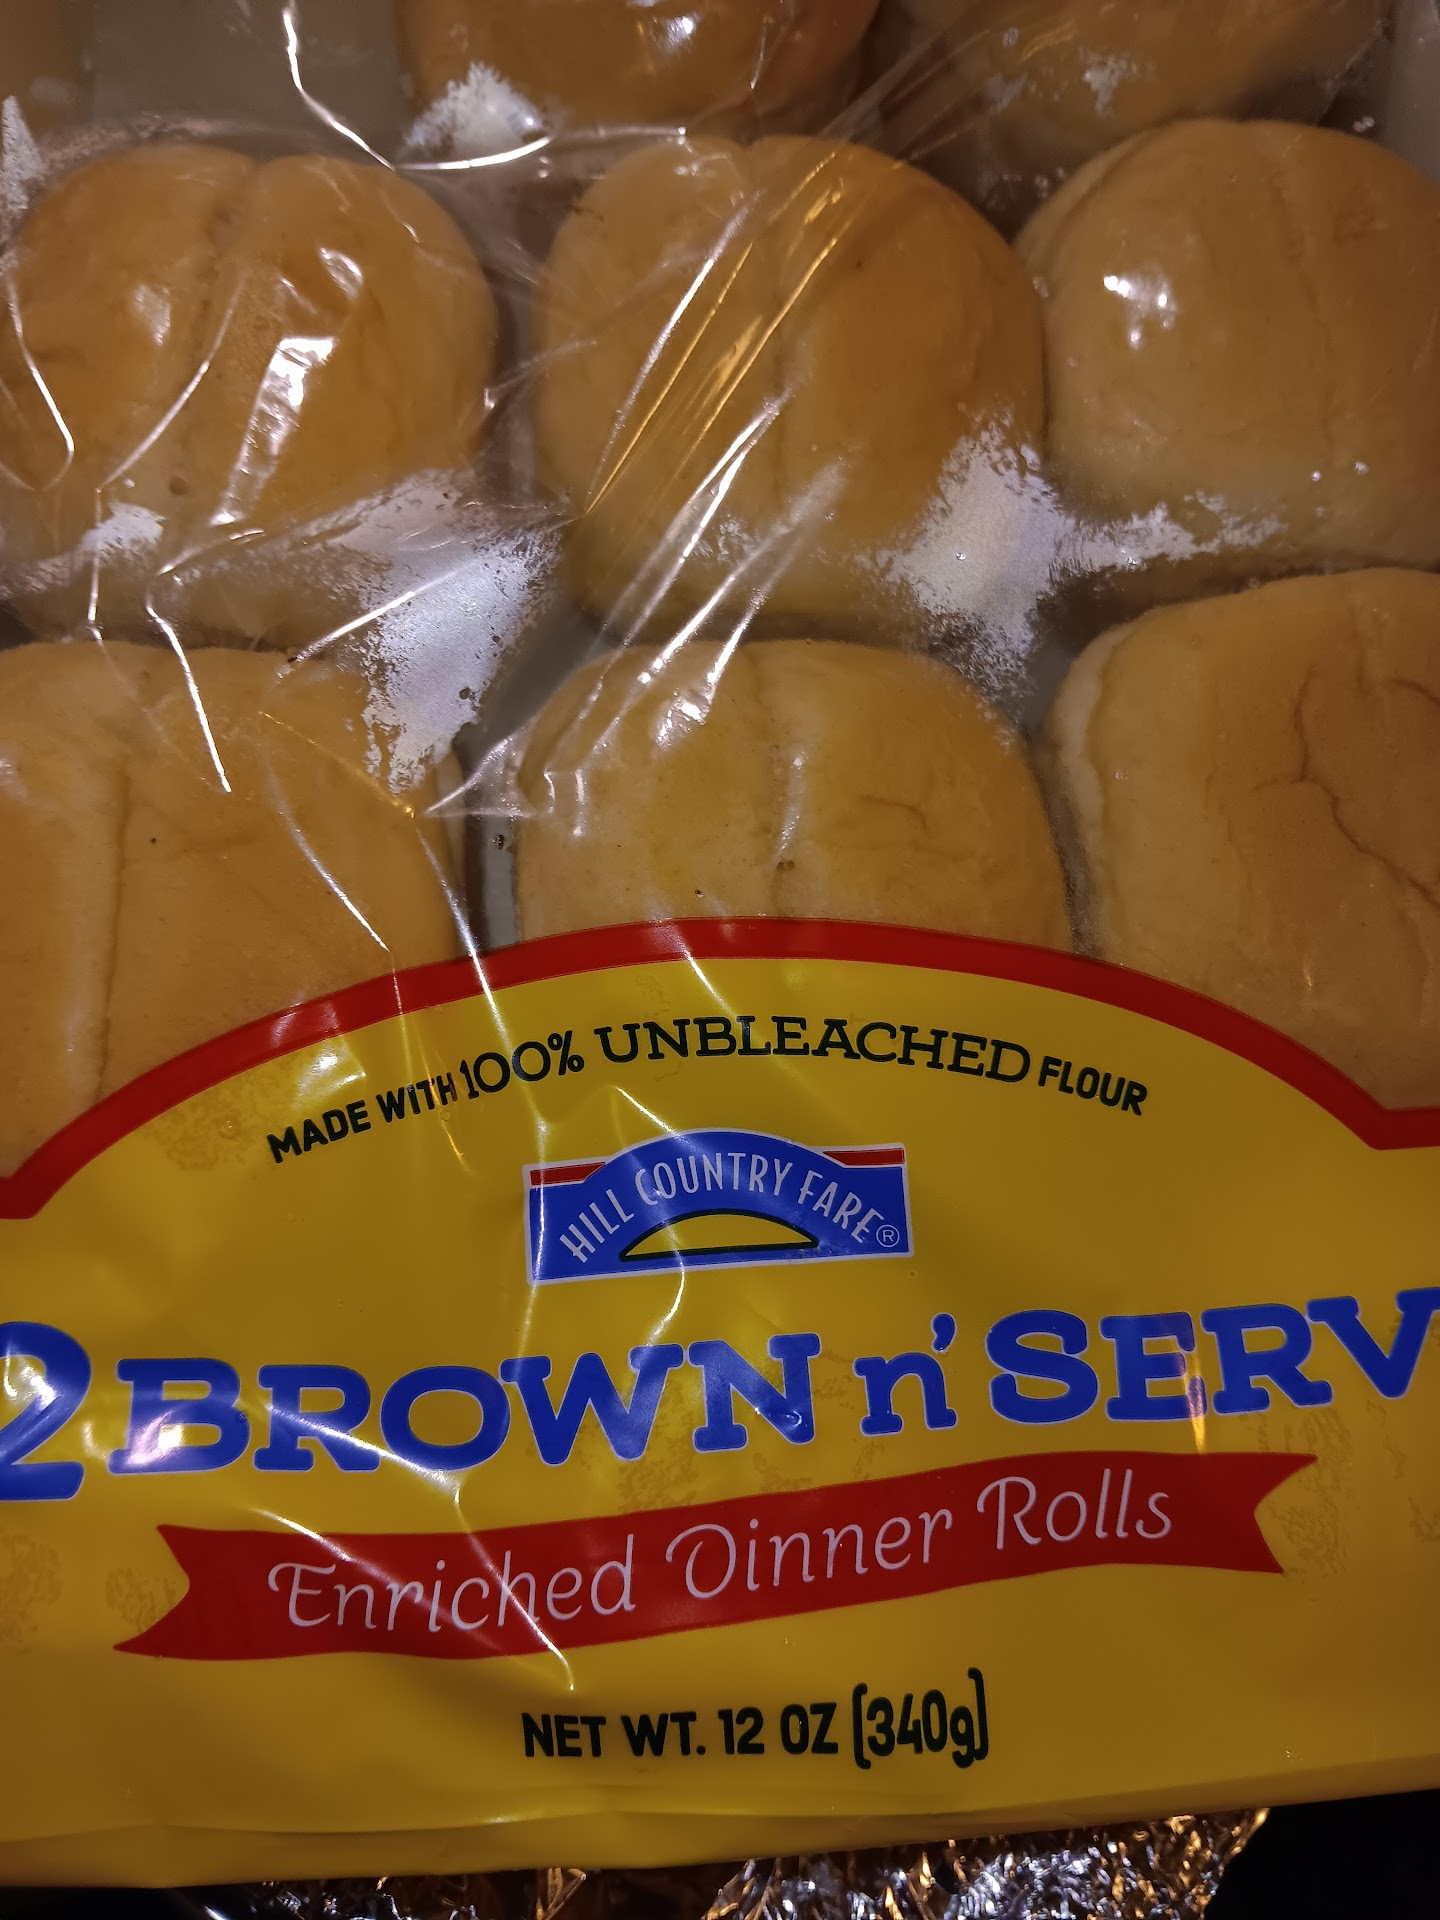 MADE WITH 100% UNBLEACHED FLOUR
HILL COUNTRY FARE®
2 BROWN n' SERV
Enriched Dinner Rolls
NET WT. 12 OZ (340g)